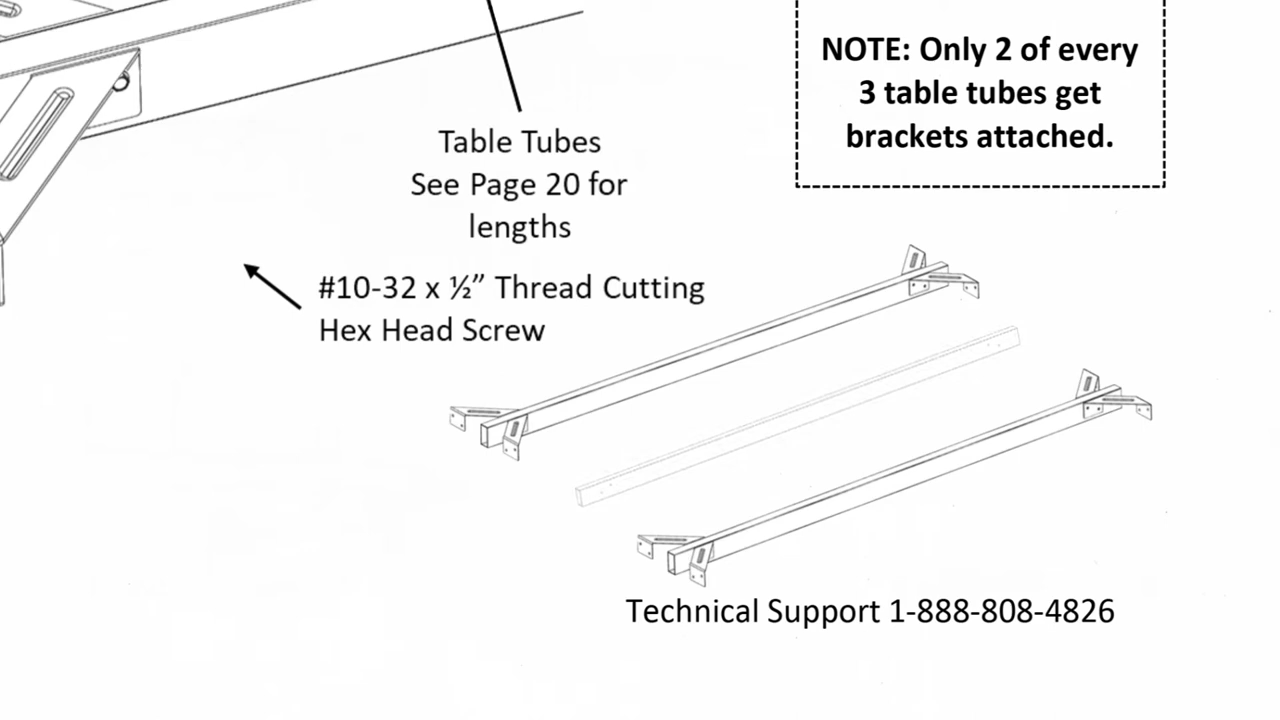 NOTE: Only 2 of every
3 table tubes get
brackets attached.
Table Tubes
See Page 20 for
lengths
#10-32 x ½” Thread Cutting
Hex Head Screw
Technical Support 1-888-808-4826